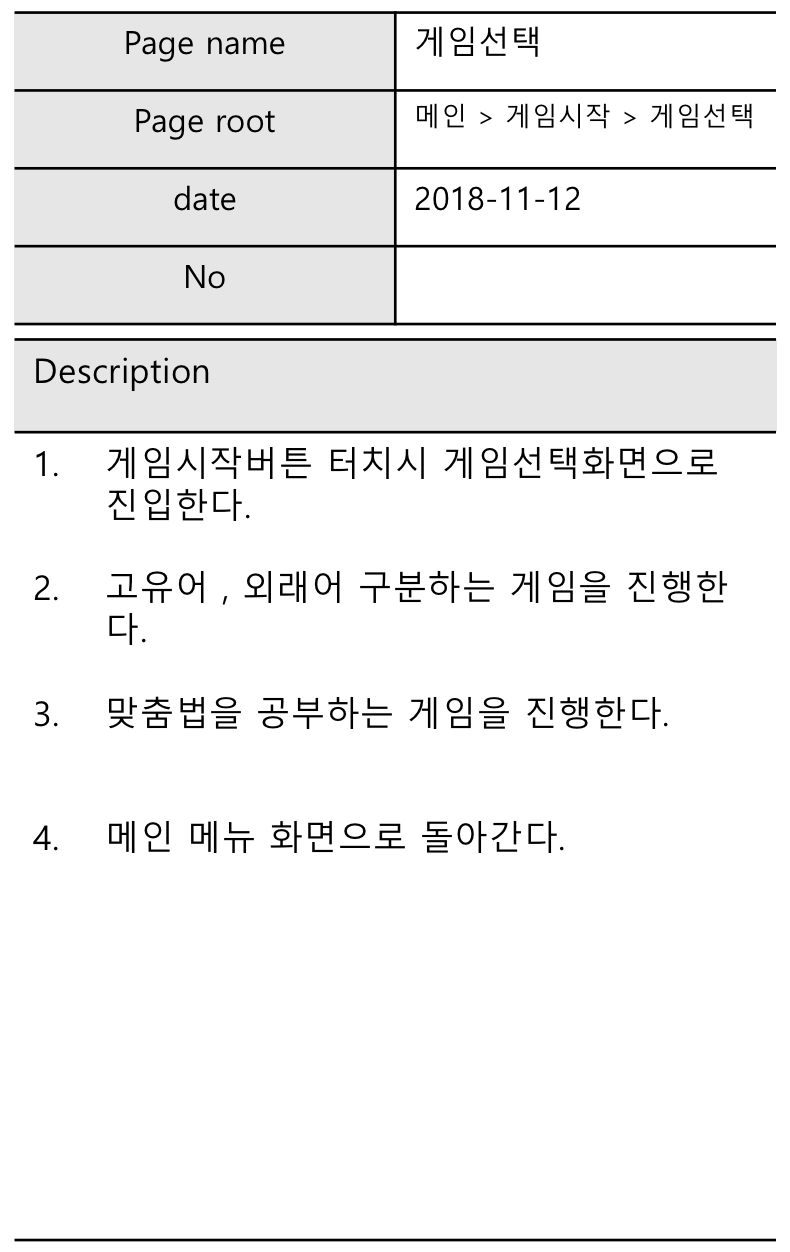 Page name 게임선택
Page root 메인 > 게임시작 > 게임선택
date 2018-11-12
No
Description
1. 게임시작버튼 터치시 게임선택화면으로
진입한다.
2. 고유어 , 외래어 구분하는 게임을 진행한
다.
3. 맞춤법을 공부하는 게임을 진행한다.
4. 메인 메뉴 화면으로 돌아간다.